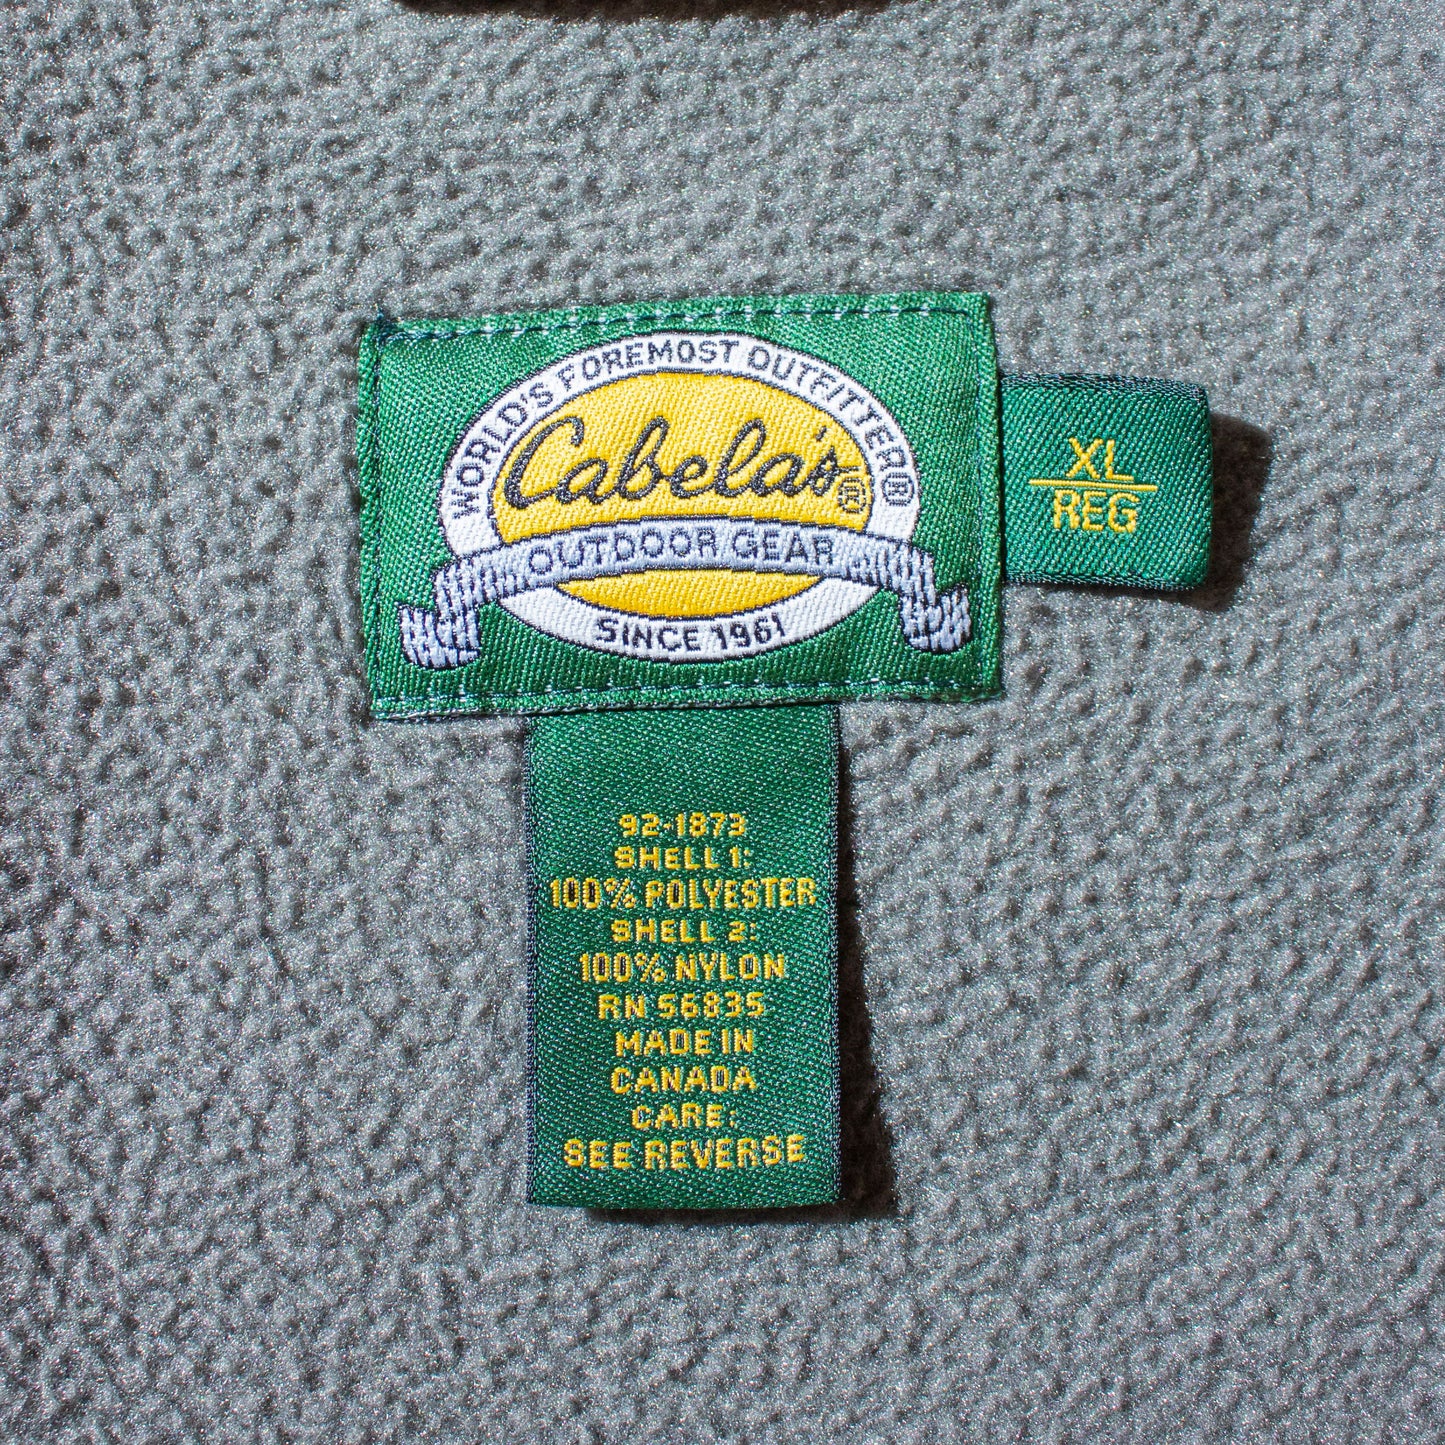 WORLD'S FOREMOST OUTFITTER®
Cabela's®
OUTDOOR GEAR
SINCE 1961
XL
REG
92-1873
SHELL 1:
100% POLYESTER
SHELL 2:
100% NYLON
RN 56835
MADE IN
CANADA
CARE:
SEE REVERSE